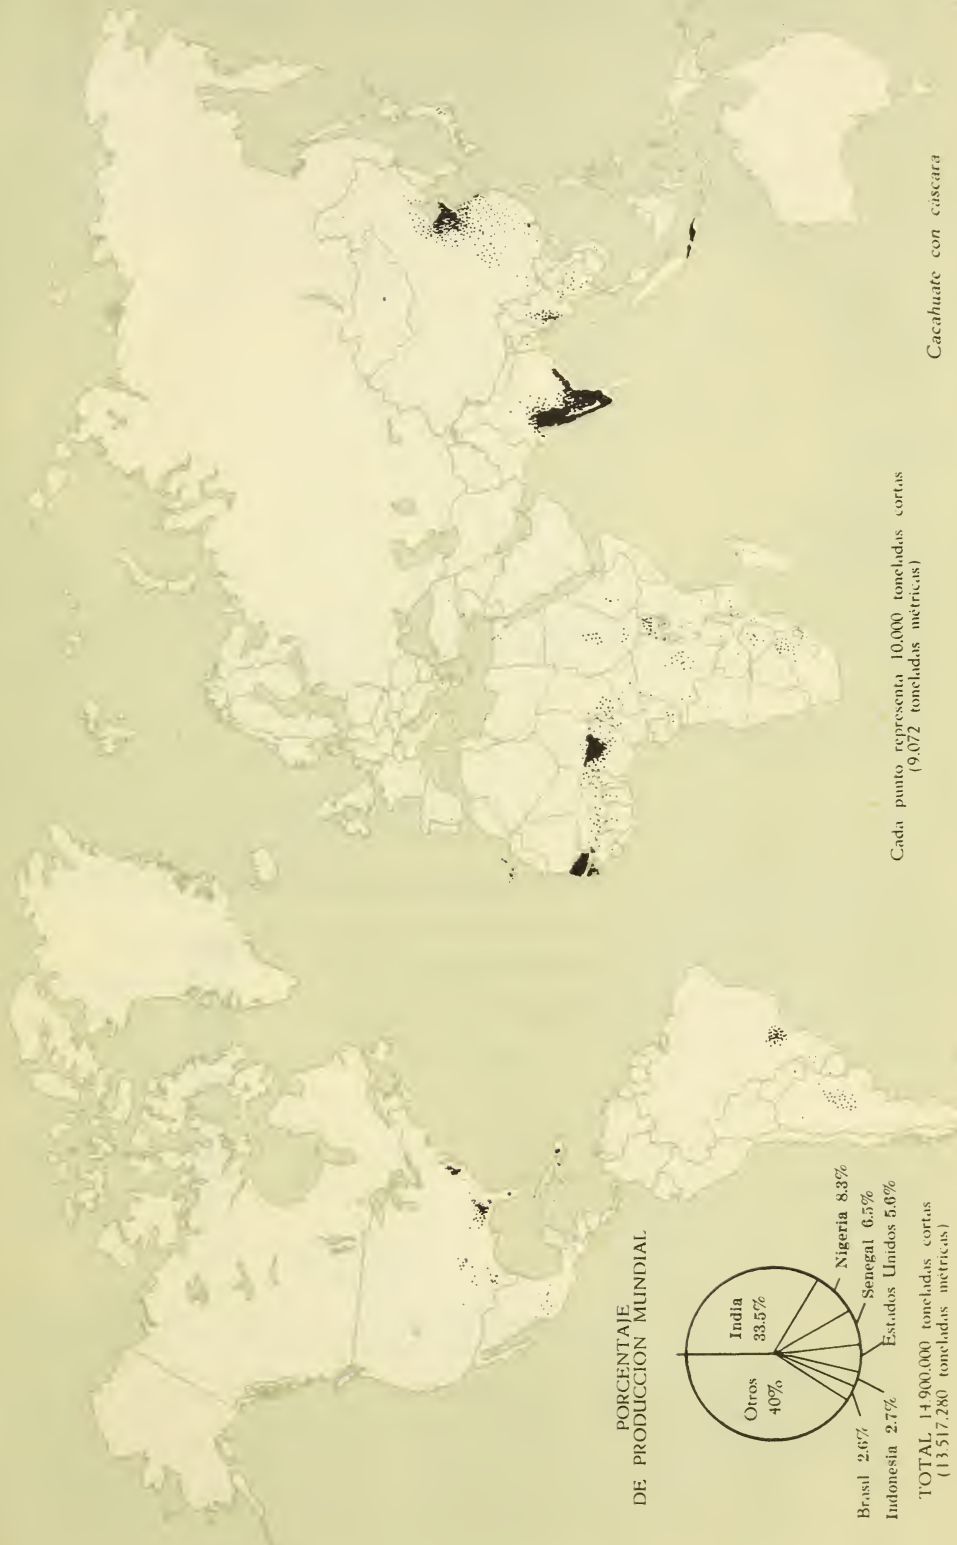 PORCENTAJE
DE PRODUCCION MUNDIAL
Otros
40%
India
33.5%
Nigeria 8.3%
Senegal 6.5%
Estados Unidos 5.6%
Brasil 2.6%
Indonesia 2.7%
TOTAL 14.900.000 toneladas cortas
(13.517.280 toneladas métricas)
Cada punto representa 10.000 toneladas cortas
(9.072 toneladas métricas)
Cacahuate con cáscara